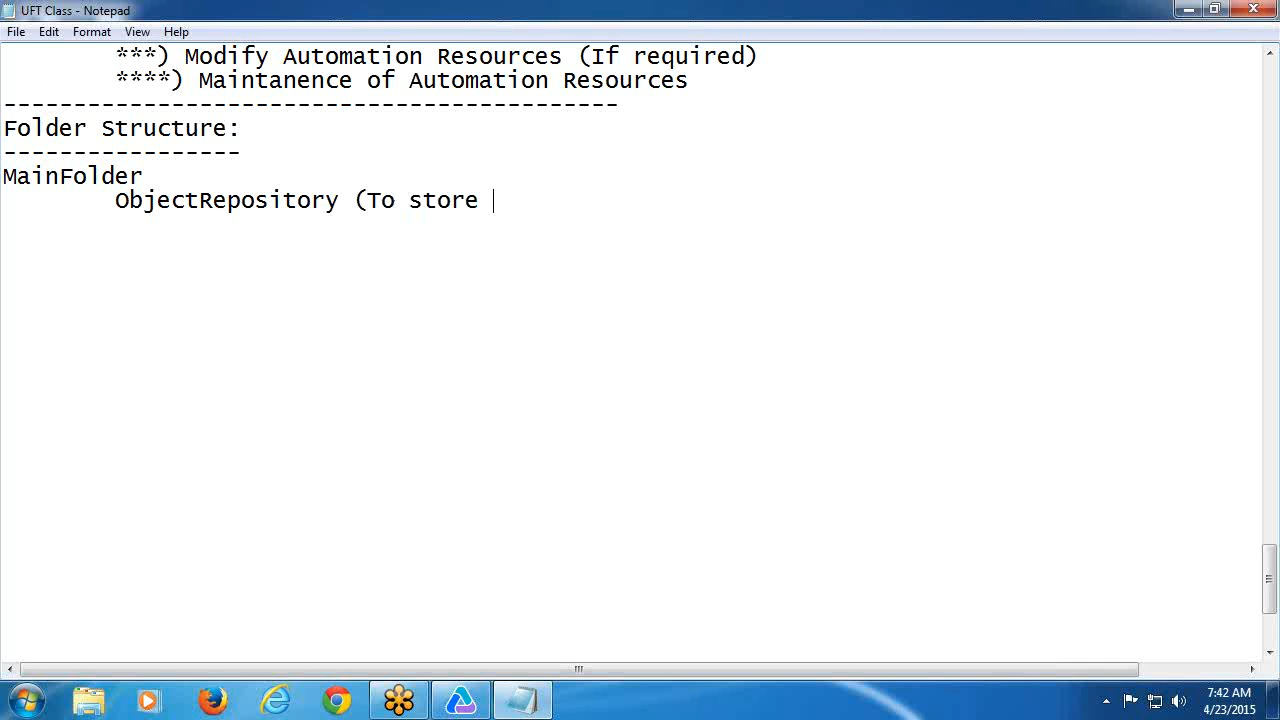 UFT Class - Notepad
File Edit Format View Help
***) Modify Automation Resources (If required)
****) Maintanence of Automation Resources
--------------------------------------------
Folder Structure:
-----------------
MainFolder
ObjectRepository (To store
7:42 AM
4/23/2015